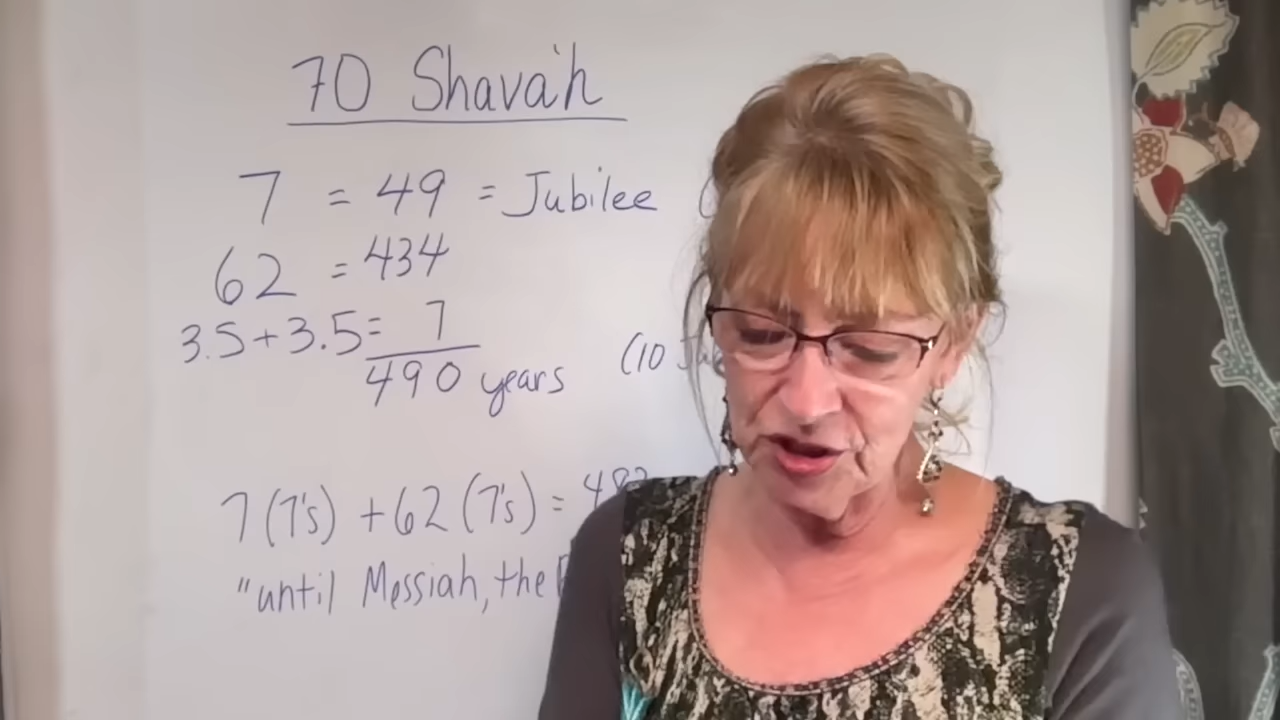 70 Shava'h
7 = 49 = Jubilee
62 = 434
3.5+3.5= 7
490 years (10
7 (7's) + 62 (7's) =
"until Messiah, the